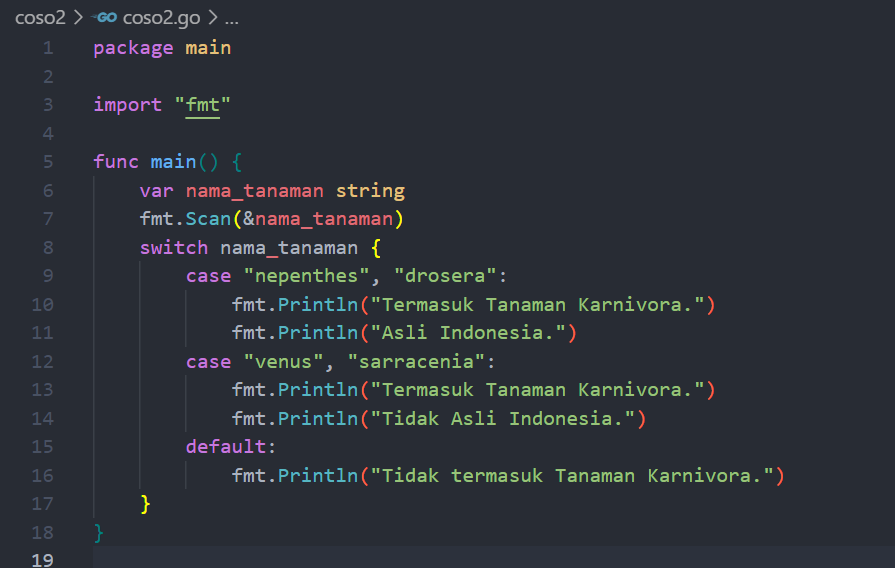 coso2 > GO coso2.go > ...
1 package main
2
3 import "fmt"
4
5 func main() {
6     var nama_tanaman string
7     fmt.Scan(&nama_tanaman)
8     switch nama_tanaman {
9         case "nepenthes", "drosera":
10             fmt.Println("Termasuk Tanaman Karnivora.")
11             fmt.Println("Asli Indonesia.")
12         case "venus", "sarracenia":
13             fmt.Println("Termasuk Tanaman Karnivora.")
14             fmt.Println("Tidak Asli Indonesia.")
15         default:
16             fmt.Println("Tidak termasuk Tanaman Karnivora.")
17     }
18 }
19